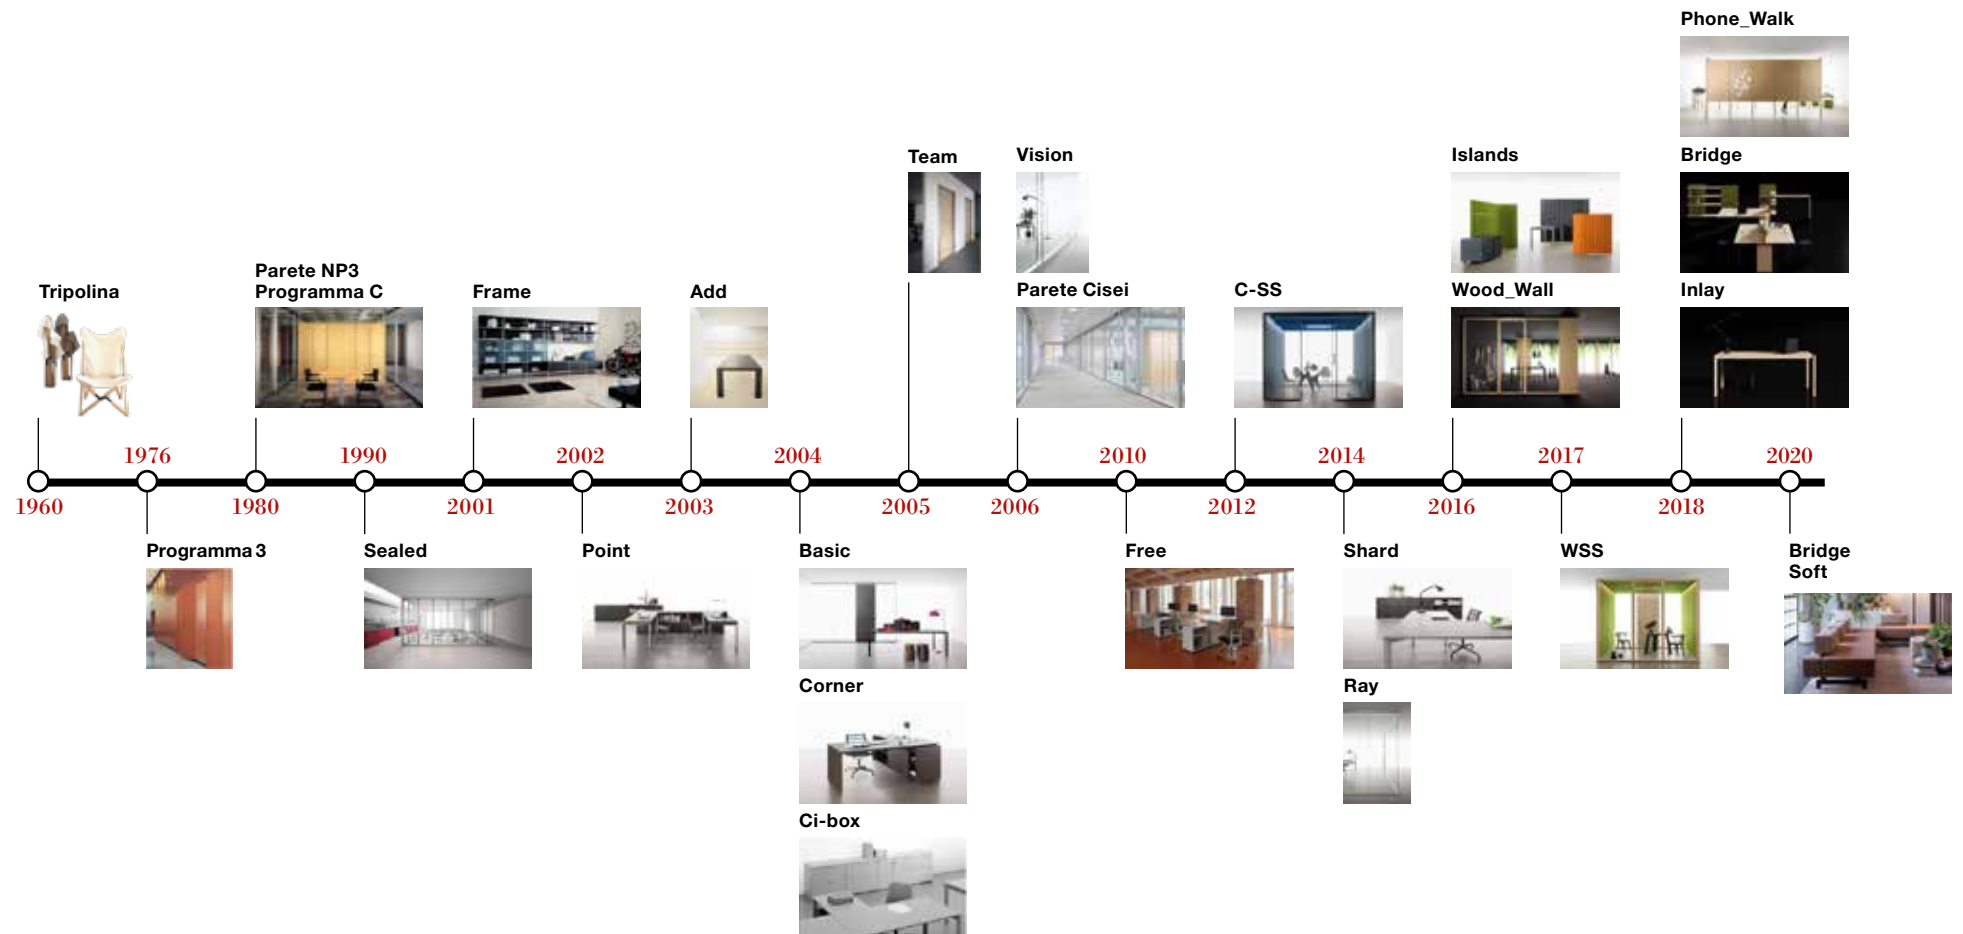 Phone_Walk
Team
Vision
Islands
Bridge
Parete NP3
Programma C
Tripolina
Frame
Add
Parete Cisei
C-SS
Wood_Wall
Inlay
1976
1990
2002
2004
2010
2014
2017
2020
1960
1980
2001
2003
2005
2006
2012
2016
2018
Programma 3
Sealed
Point
Basic
Free
Shard
WSS
Bridge
Soft
Corner
Ray
Ci-box